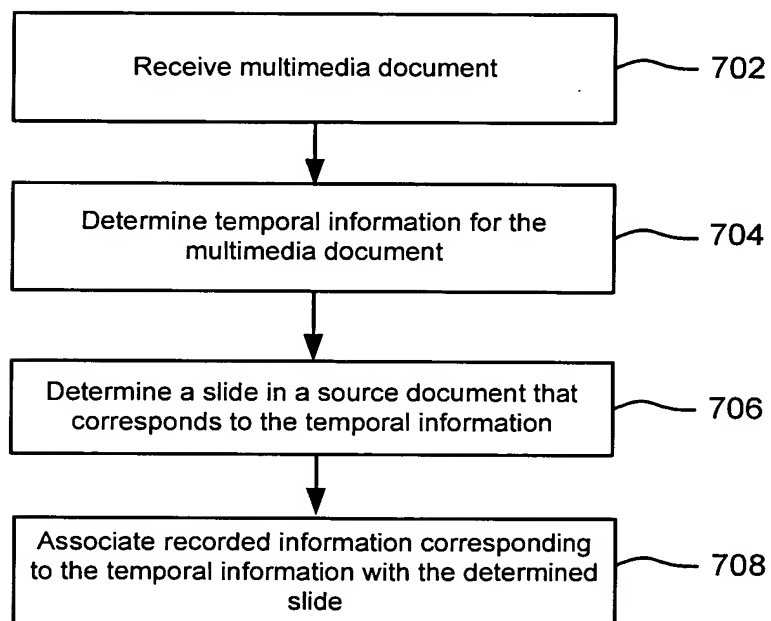 Receive multimedia document
702
Determine temporal information for the
multimedia document
704
Determine a slide in a source document that
corresponds to the temporal information
706
Associate recorded information corresponding
to the temporal information with the determined
slide
708